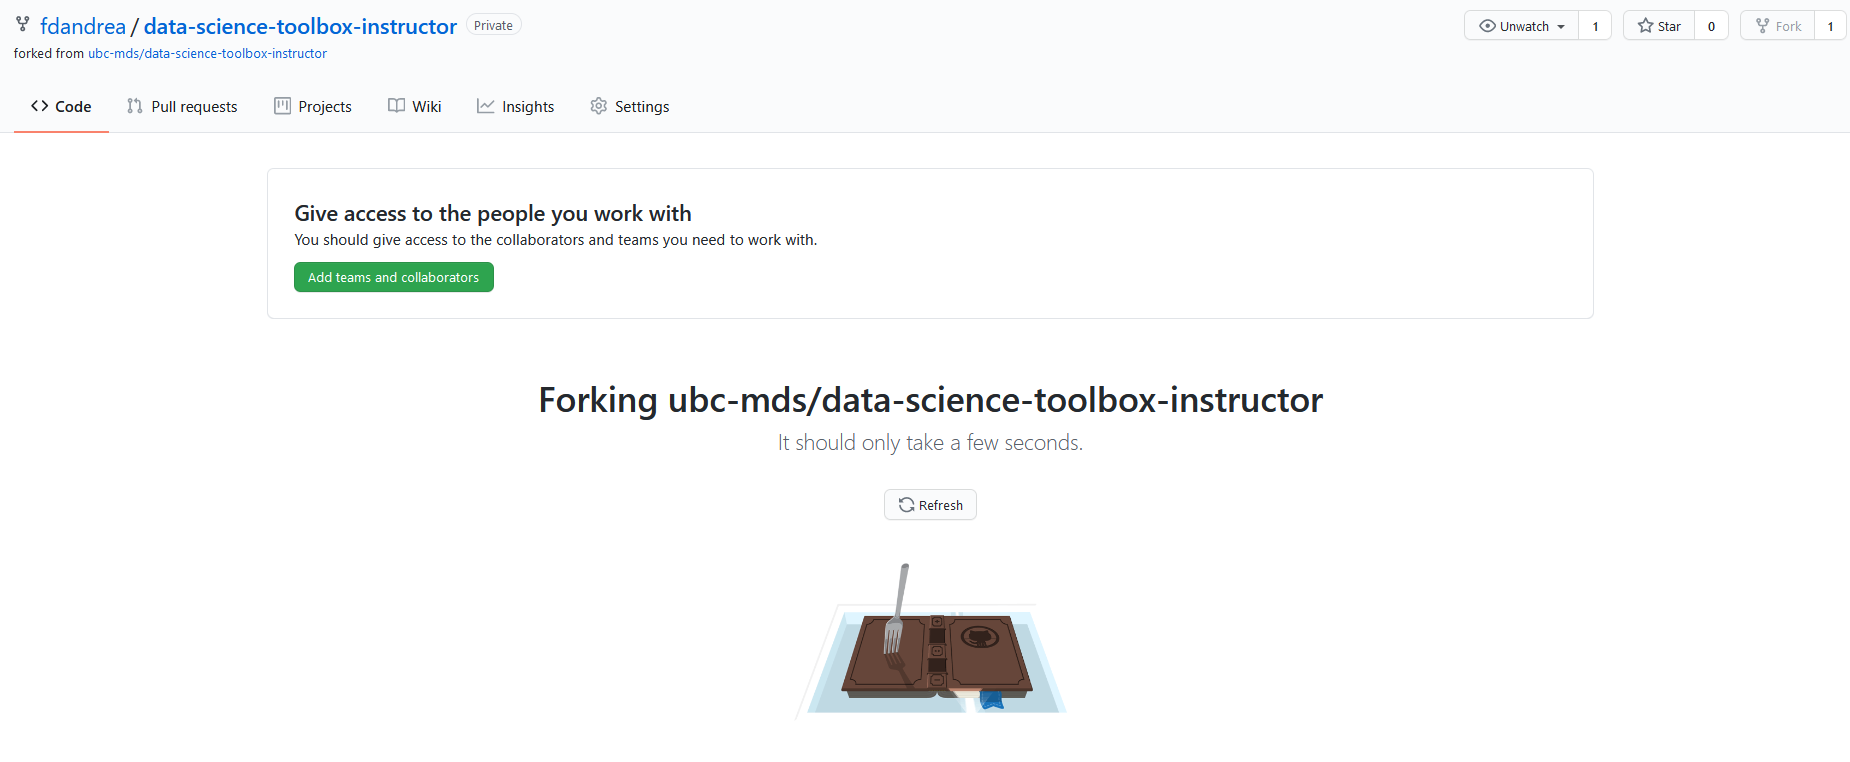 fdandrea / data-science-toolbox-instructor Private
Unwatch 1 Star 0 Fork 1
forked from ubc-mds/data-science-toolbox-instructor
Code Pull requests Projects Wiki Insights Settings
Give access to the people you work with
You should give access to the collaborators and teams you need to work with.
Add teams and collaborators
Forking ubc-mds/data-science-toolbox-instructor
It should only take a few seconds.
Refresh